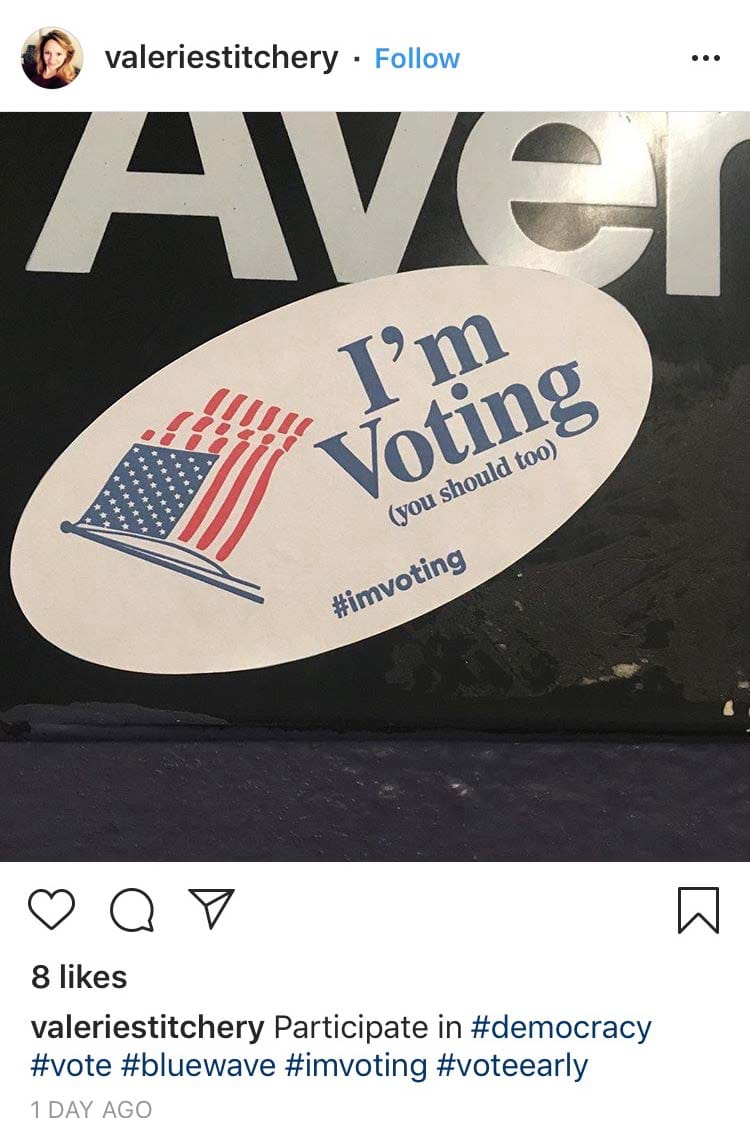 valeriestitchery · Follow
Aver
I'm
Voting
(you should too)
#imvoting
8 likes
valeriestitchery Participate in #democracy
#vote #bluewave #imvoting #voteearly
1 DAY AGO